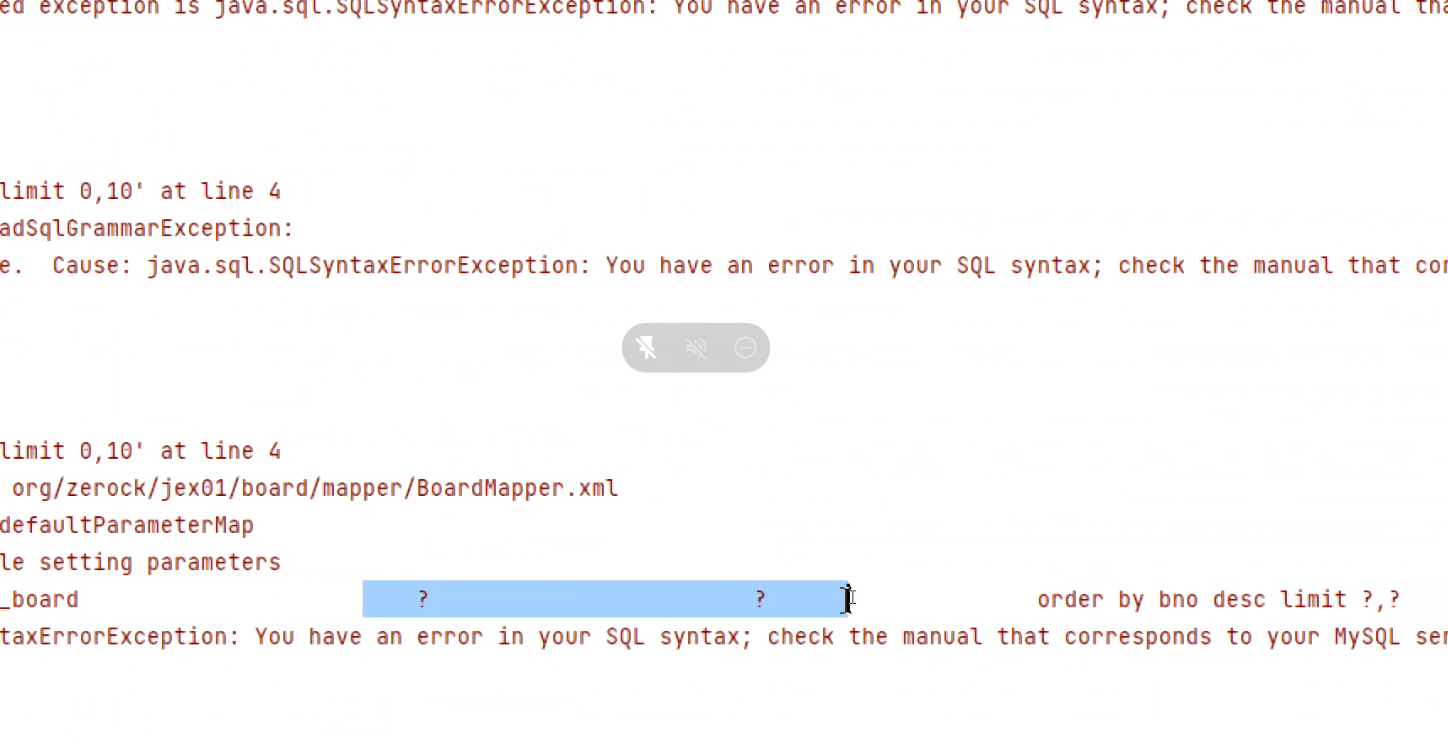 ed exception is java.sql.SQLSyntaxErrorException: You have an error in your SQL syntax; check the manual tha
limit 0,10' at line 4
adSqlGrammarException:
e.  Cause: java.sql.SQLSyntaxErrorException: You have an error in your SQL syntax; check the manual that cor
limit 0,10' at line 4
org/zerock/jex01/board/mapper/BoardMapper.xml
defaultParameterMap
le setting parameters
_board ? ? order by bno desc limit ?,?
taxErrorException: You have an error in your SQL syntax; check the manual that corresponds to your MySQL ser